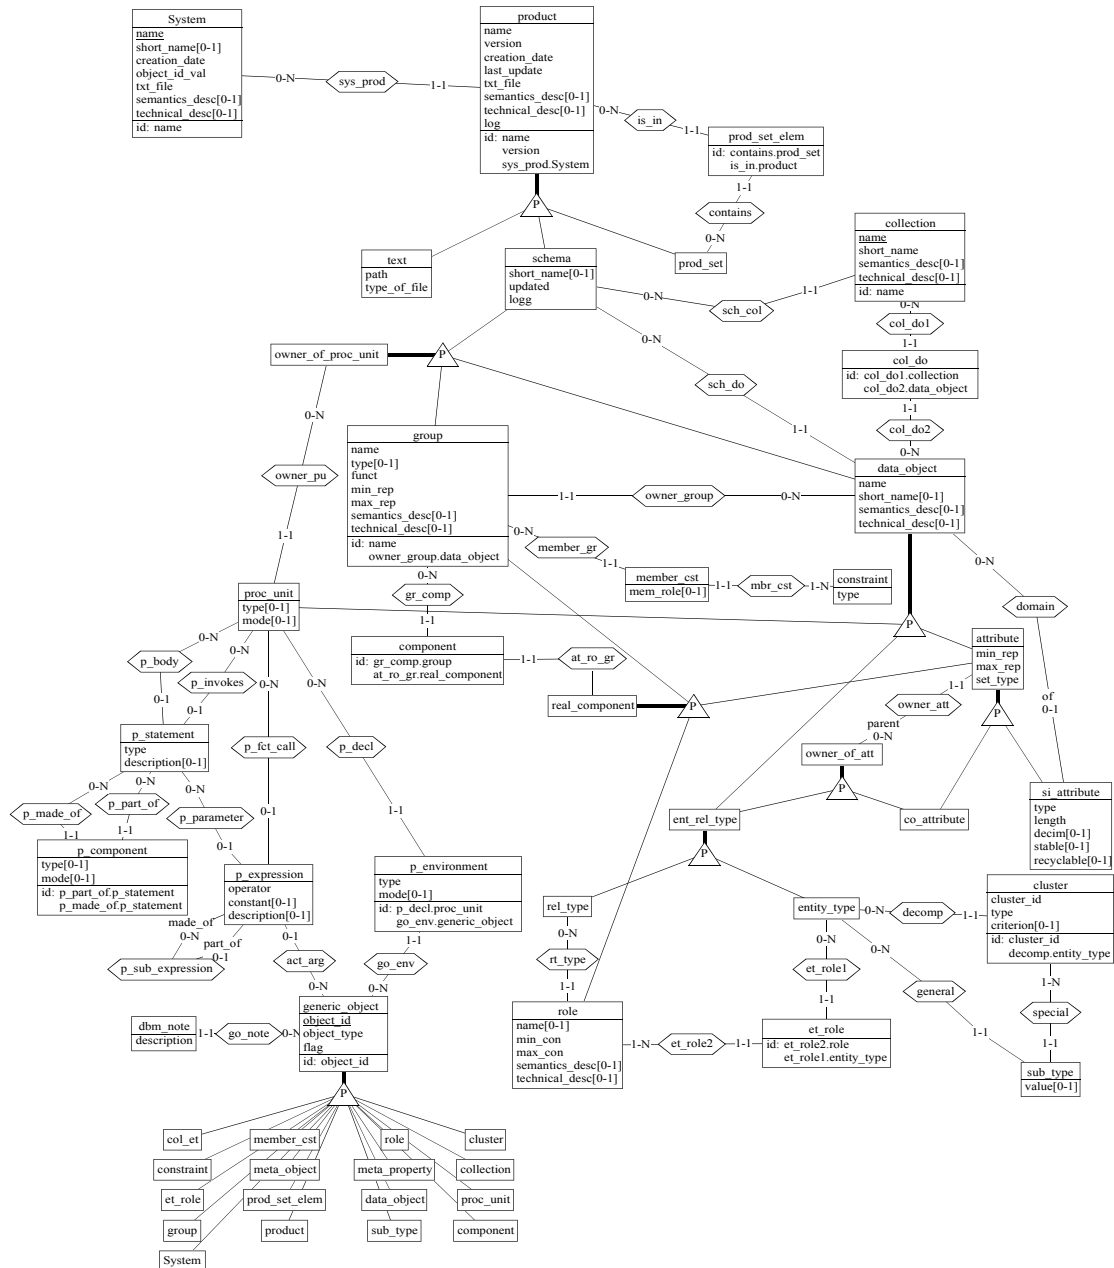 System
name
short_name[0-1]
creation_date
object_id_val
txt_file
semantics_desc[0-1]
technical_desc[0-1]
id: name
0-N
sys_prod
1-1
product
name
version
creation_date
last_update
txt_file
semantics_desc[0-1]
technical_desc[0-1]
log
id: name
version
sys_prod.System
0-N
is_in
1-1
prod_set_elem
id: contains.prod_set
is_in.product
1-1
contains
0-N
prod_set
P
text
path
type_of_file
schema
short_name[0-1]
updated
logg
0-N
sch_col
1-1
collection
name
short_name
semantics_desc[0-1]
technical_desc[0-1]
id: name
0-N
col_do1
1-1
col_do
id: col_do1.collection
col_do2.data_object
1-1
col_do2
0-N
0-N
sch_do
1-1
owner_of_proc_unit
P
0-N
owner_pu
1-1
group
name
type[0-1]
funct
min_rep
max_rep
semantics_desc[0-1]
technical_desc[0-1]
id: name
owner_group.data_object
1-1
owner_group
0-N
data_object
name
short_name[0-1]
semantics_desc[0-1]
technical_desc[0-1]
0-N
member_gr
1-1
member_cst
mem_role[0-1]
1-1
mbr_cst
1-N
constraint
type
0-N
domain
of
0-1
0-N
gr_comp
1-1
component
id: gr_comp.group
at_ro_gr.real_component
1-1
at_ro_gr
real_component
P
P
attribute
min_rep
max_rep
set_type
1-1
owner_att
parent
0-N
owner_of_att
P
P
proc_unit
type[0-1]
mode[0-1]
0-N
p_body
0-1
0-N
p_invokes
0-1
0-N
p_fct_call
0-1
0-N
p_decl
1-1
p_statement
type
description[0-1]
0-N
p_made_of
1-1
0-N
p_part_of
1-1
0-N
p_parameter
0-1
p_component
type[0-1]
mode[0-1]
id: p_part_of.p_statement
p_made_of.p_statement
p_expression
operator
constant[0-1]
description[0-1]
made_of
0-N
part_of
0-1
p_sub_expression
0-1
act_arg
0-N
p_environment
type
mode[0-1]
id: p_decl.proc_unit
go_env.generic_object
1-1
go_env
0-N
ent_rel_type
co_attribute
si_attribute
type
length
decim[0-1]
stable[0-1]
recyclable[0-1]
P
rel_type
0-N
rt_type
1-1
entity_type
0-N
decomp
1-1
cluster
cluster_id
type
criterion[0-1]
id: cluster_id
decomp.entity_type
0-N
et_role1
1-1
0-N
general
1-1
1-N
special
1-1
role
name[0-1]
min_con
max_con
semantics_desc[0-1]
technical_desc[0-1]
1-N
et_role2
1-1
et_role
id: et_role2.role
et_role1.entity_type
sub_type
value[0-1]
dbm_note
description
1-1
go_note
0-N
generic_object
object_id
object_type
flag
id: object_id
P
col_et
member_cst
role
cluster
constraint
meta_object
meta_property
collection
et_role
prod_set_elem
data_object
proc_unit
group
product
sub_type
component
System